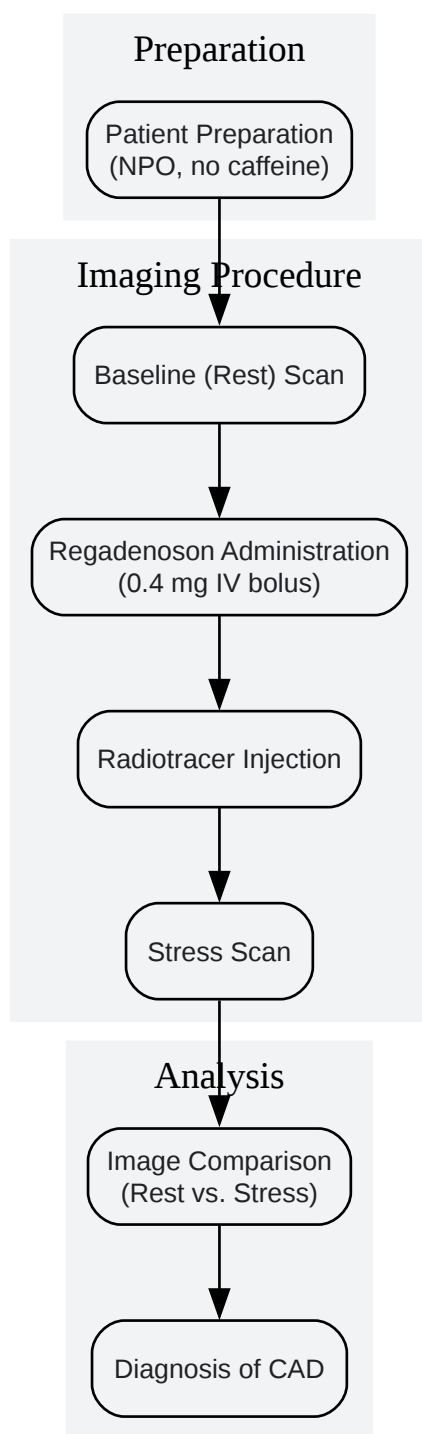 Preparation
Patient Preparation
(NPO, no caffeine)
Imaging Procedure
Baseline (Rest) Scan
Regadenoson Administration
(0.4 mg IV bolus)
Radiotracer Injection
Stress Scan
Analysis
Image Comparison
(Rest vs. Stress)
Diagnosis of CAD